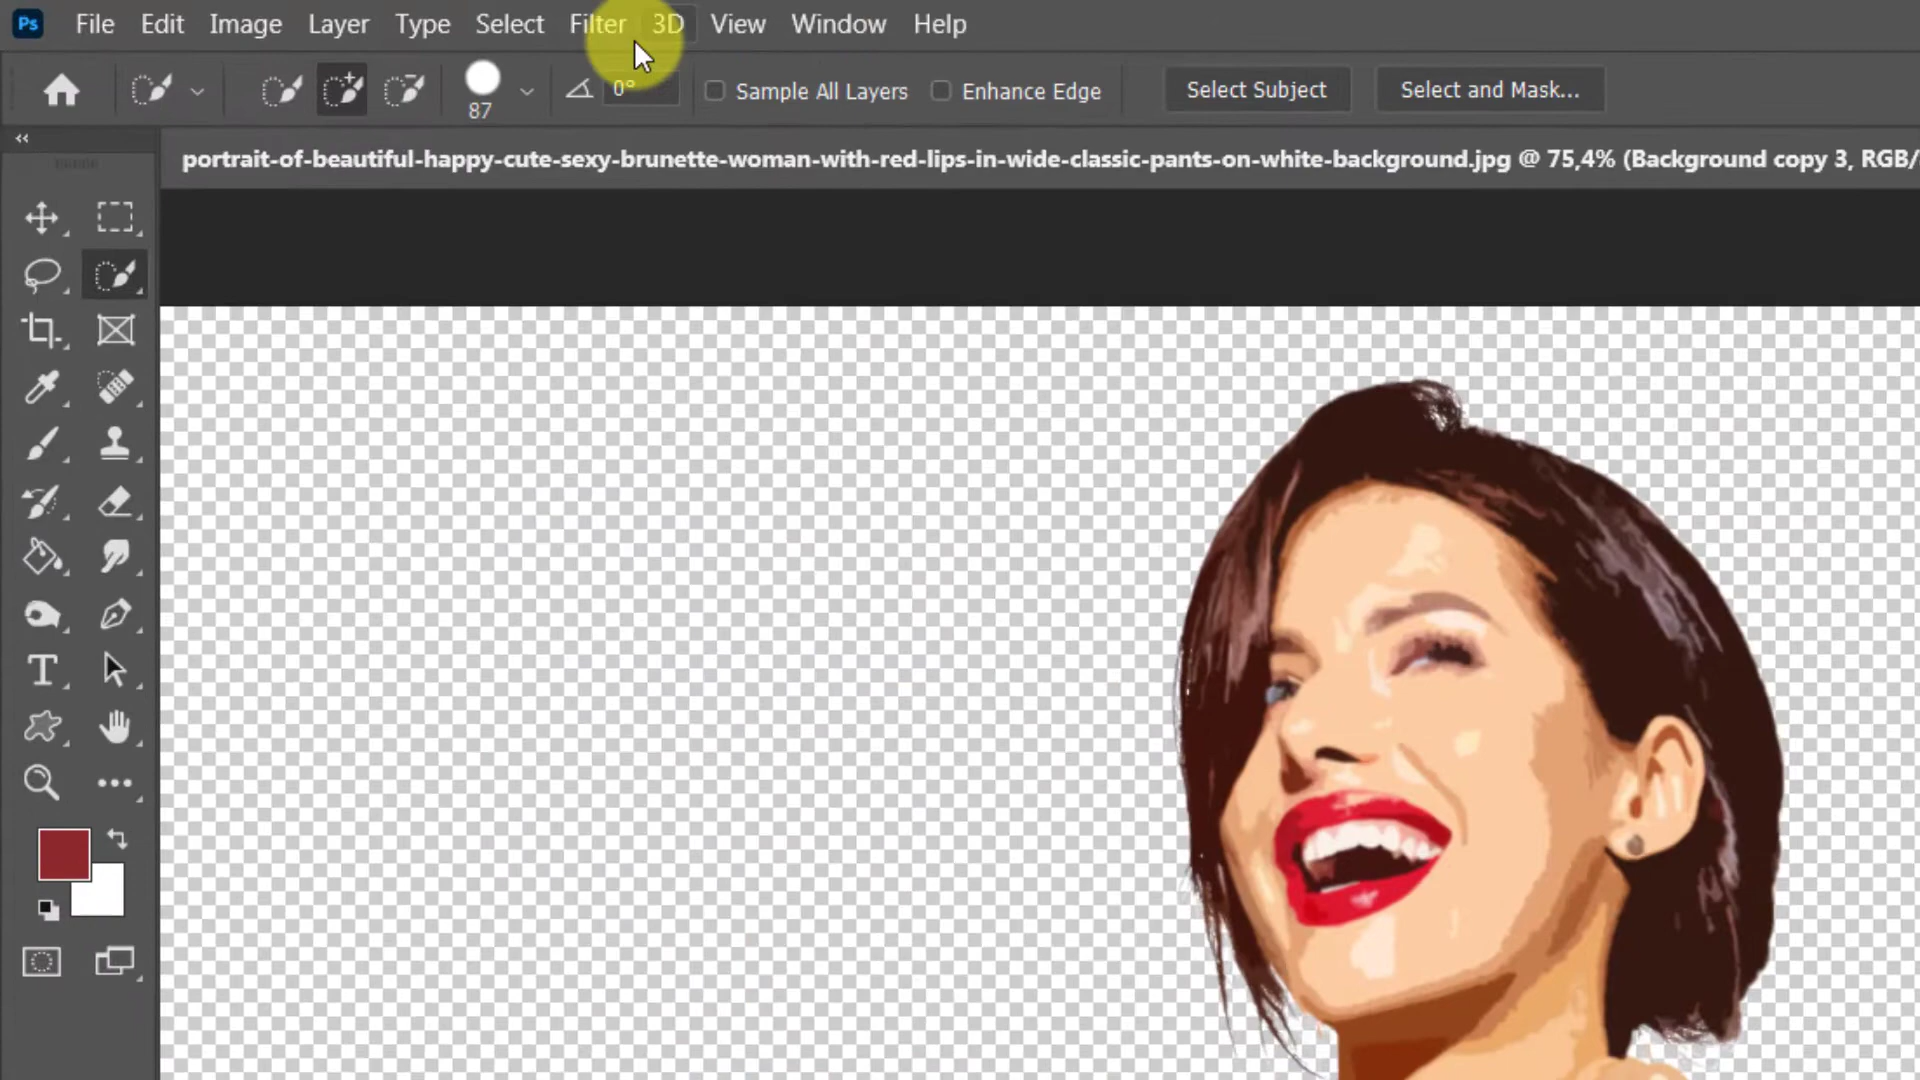 Ps File Edit Image Layer Type Select Filter 3D View Window Help
87 0° Sample All Layers Enhance Edge Select Subject Select and Mask...
portrait-of-beautiful-happy-cute-sexy-brunette-woman-with-red-lips-in-wide-classic-pants-on-white-background.jpg @ 75,4% (Background copy 3, RGB/